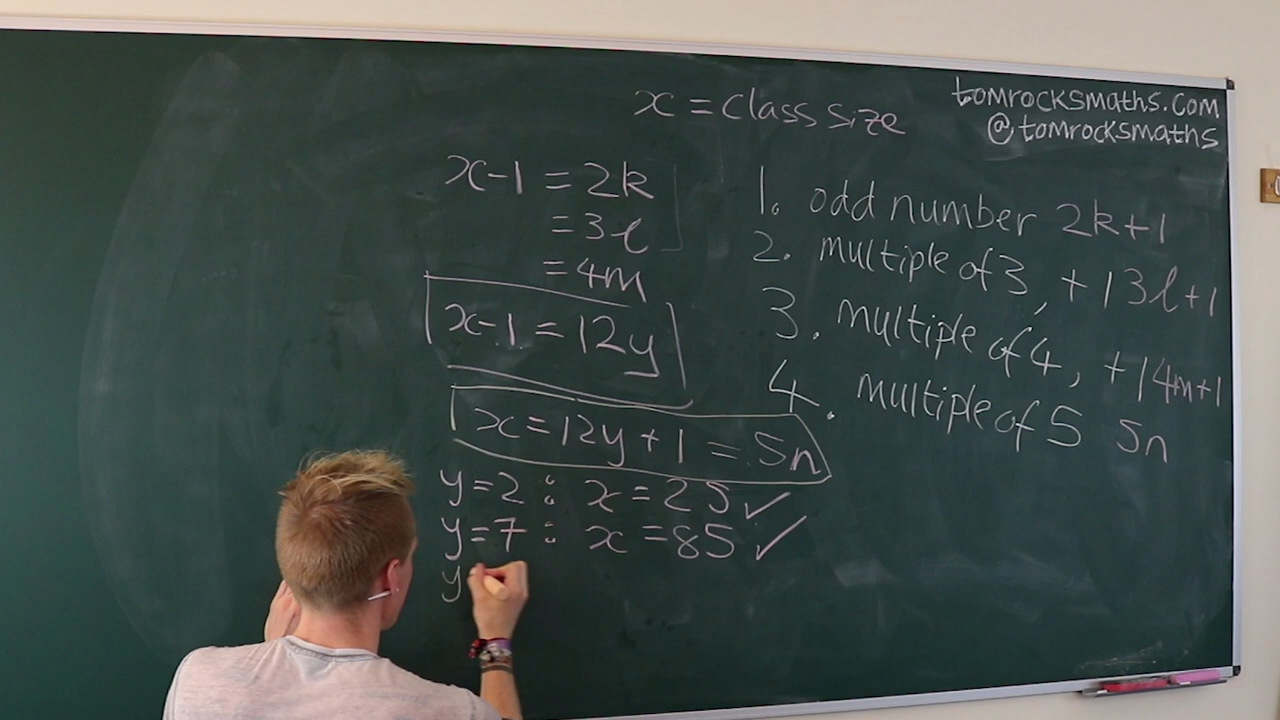 tomrocksmaths.com
@tomrocksmaths
x = class size
x-1 = 2k
= 3l
= 4m
x-1 = 12y
x = 12y + 1 = 5n
y = 2 : x = 25 ✓
y = 7 : x = 85 ✓
y
1. odd number 2k+1
2. multiple of 3, +1 3l+1
3. multiple of 4, +1 4m+1
4. multiple of 5 5n